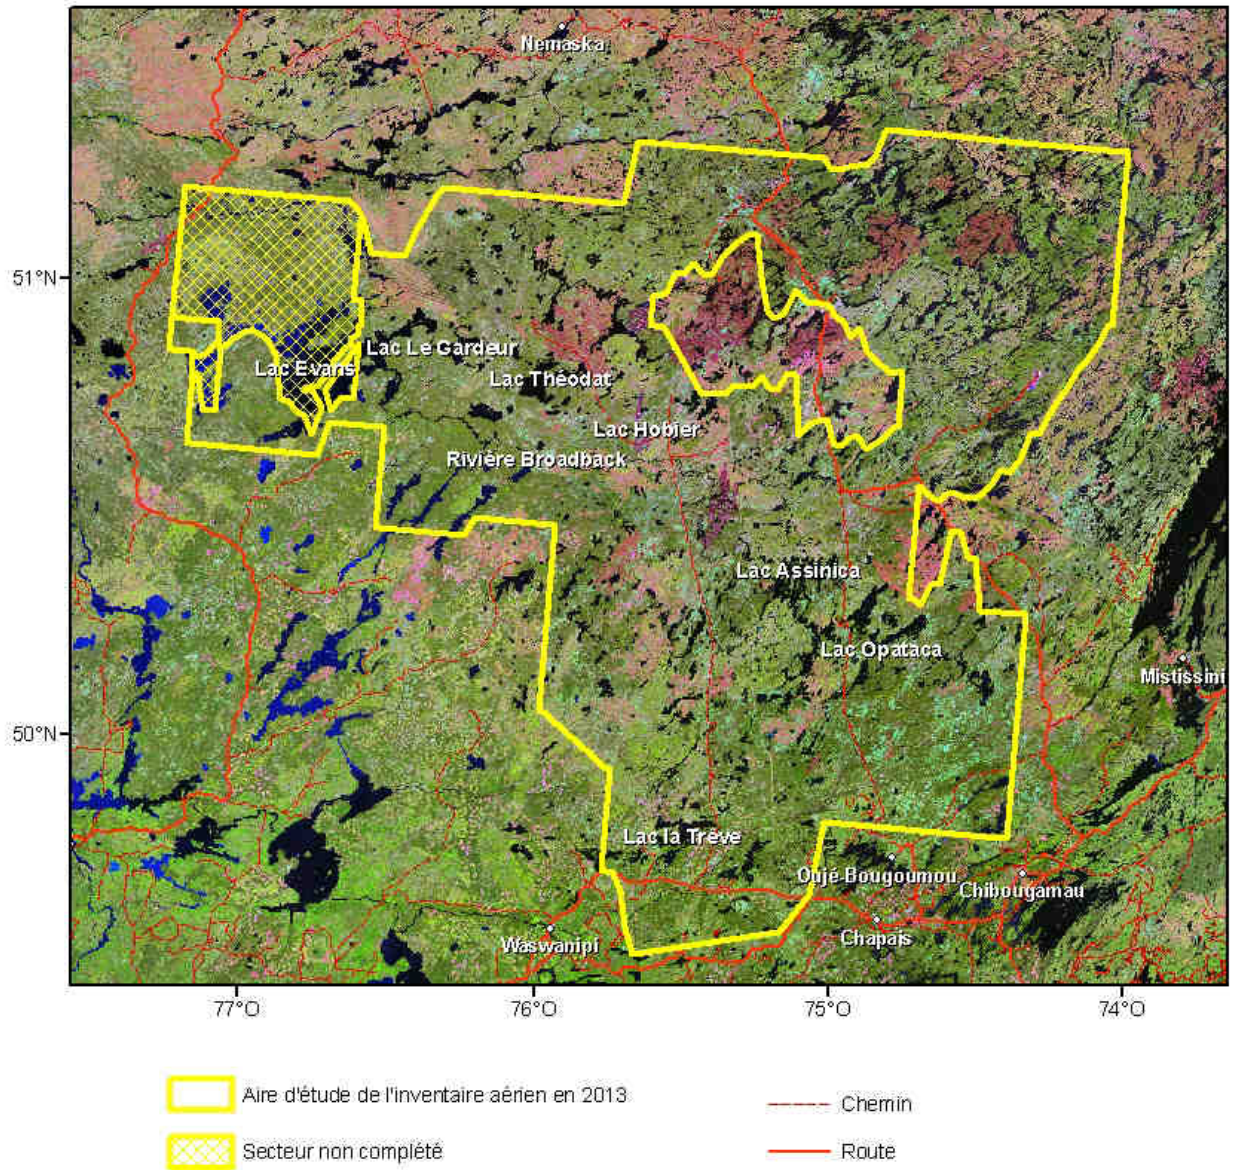 Nemaska
51°N
Lac Le Gardeur
Lac Evans
Lac Théodat
Lac Hobier
Rivière Broadback
Lac Assinica
Lac Opataca
Mistissini
50°N
Lac la Trêve
Oujé-Bougoumou
Chibougamau
Chapais
Waswanipi
77°O
76°O
75°O
74°O
Aire d'étude de l'inventaire aérien en 2013
Chemin
Secteur non complété
Route